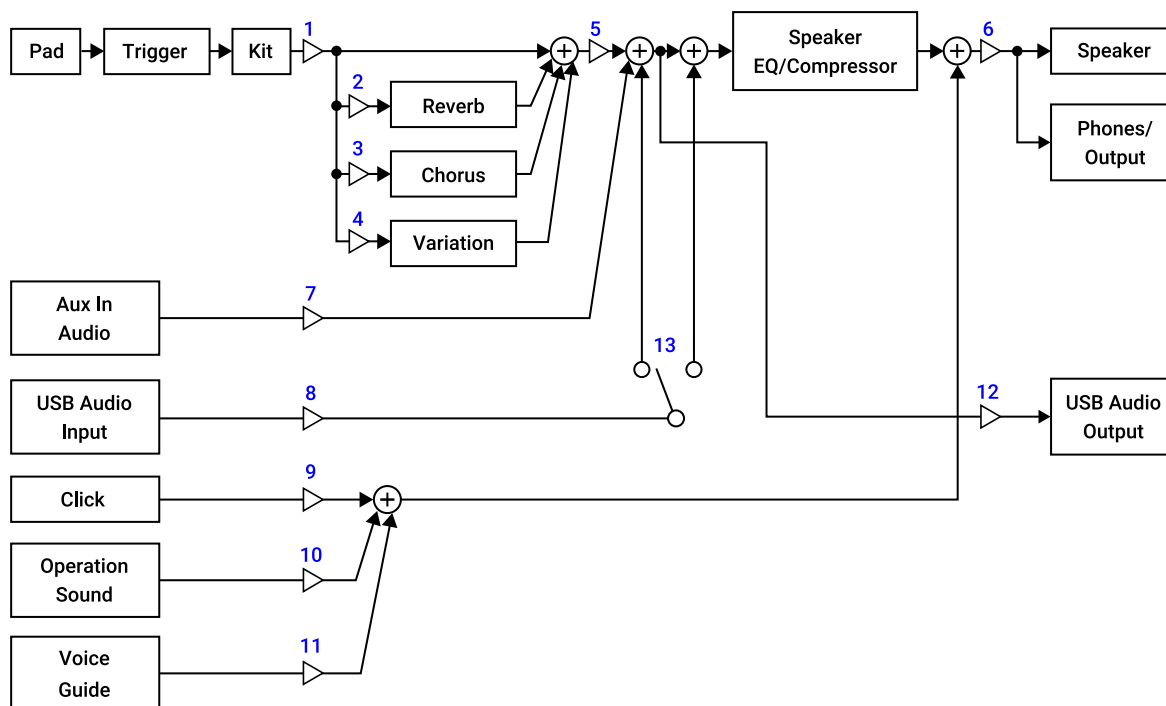 1
5
6
Pad
Trigger
Kit
Speaker
EQ/Compressor
Speaker
2
Reverb
Phones/
Output
3
Chorus
4
Variation
7
Aux In
Audio
13
8
USB Audio
Input
12
USB Audio
Output
9
Click
10
Operation
Sound
11
Voice
Guide